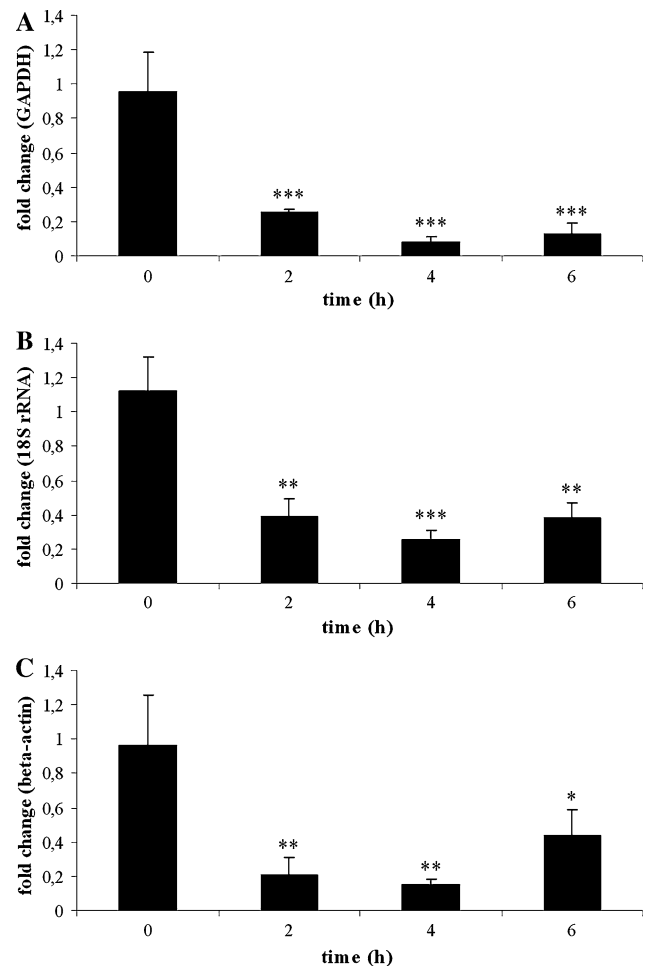 A
fold change (GAPDH)
1,4
1,2
1
0,8
0,6
0,4
0,2
0
***
***
***
0 2 4 6
time (h)
B
fold change (18S rRNA)
1,4
1,2
1
0,8
0,6
0,4
0,2
0
**
***
**
0 2 4 6
time (h)
C
fold change (beta-actin)
1,4
1,2
1
0,8
0,6
0,4
0,2
0
**
**
*
0 2 4 6
time (h)